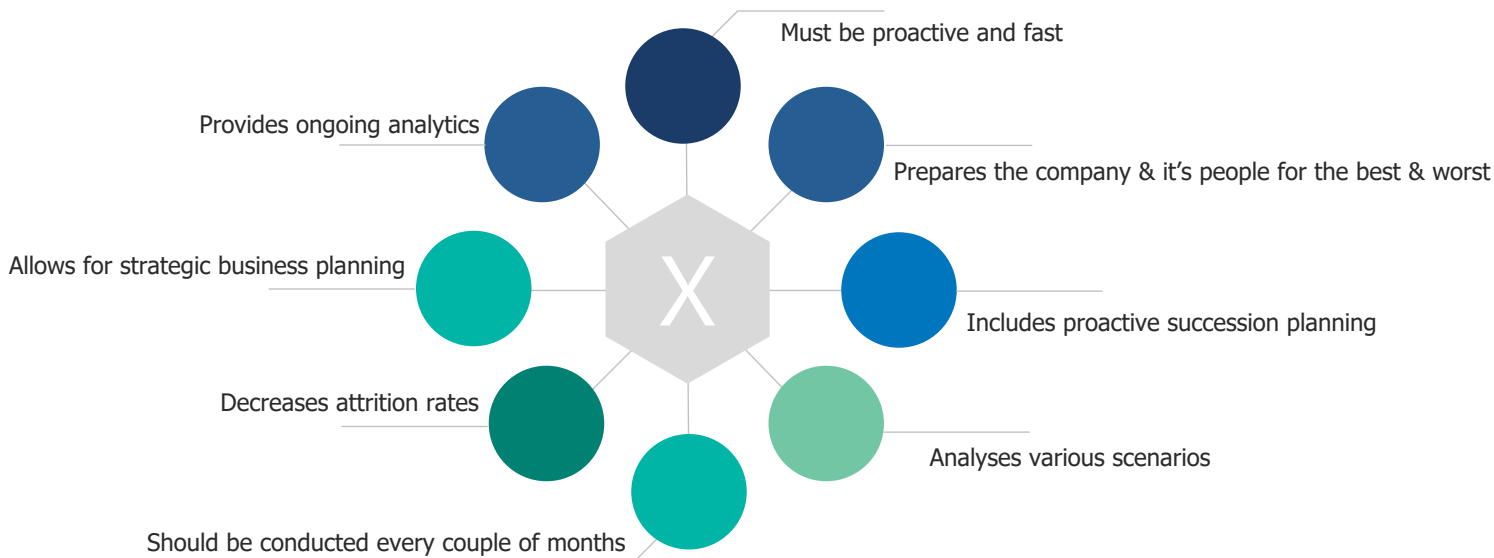 Must be proactive and fast
Provides ongoing analytics
Prepares the company & it’s people for the best & worst
Allows for strategic business planning
X
Includes proactive succession planning
Decreases attrition rates
Analyses various scenarios
Should be conducted every couple of months